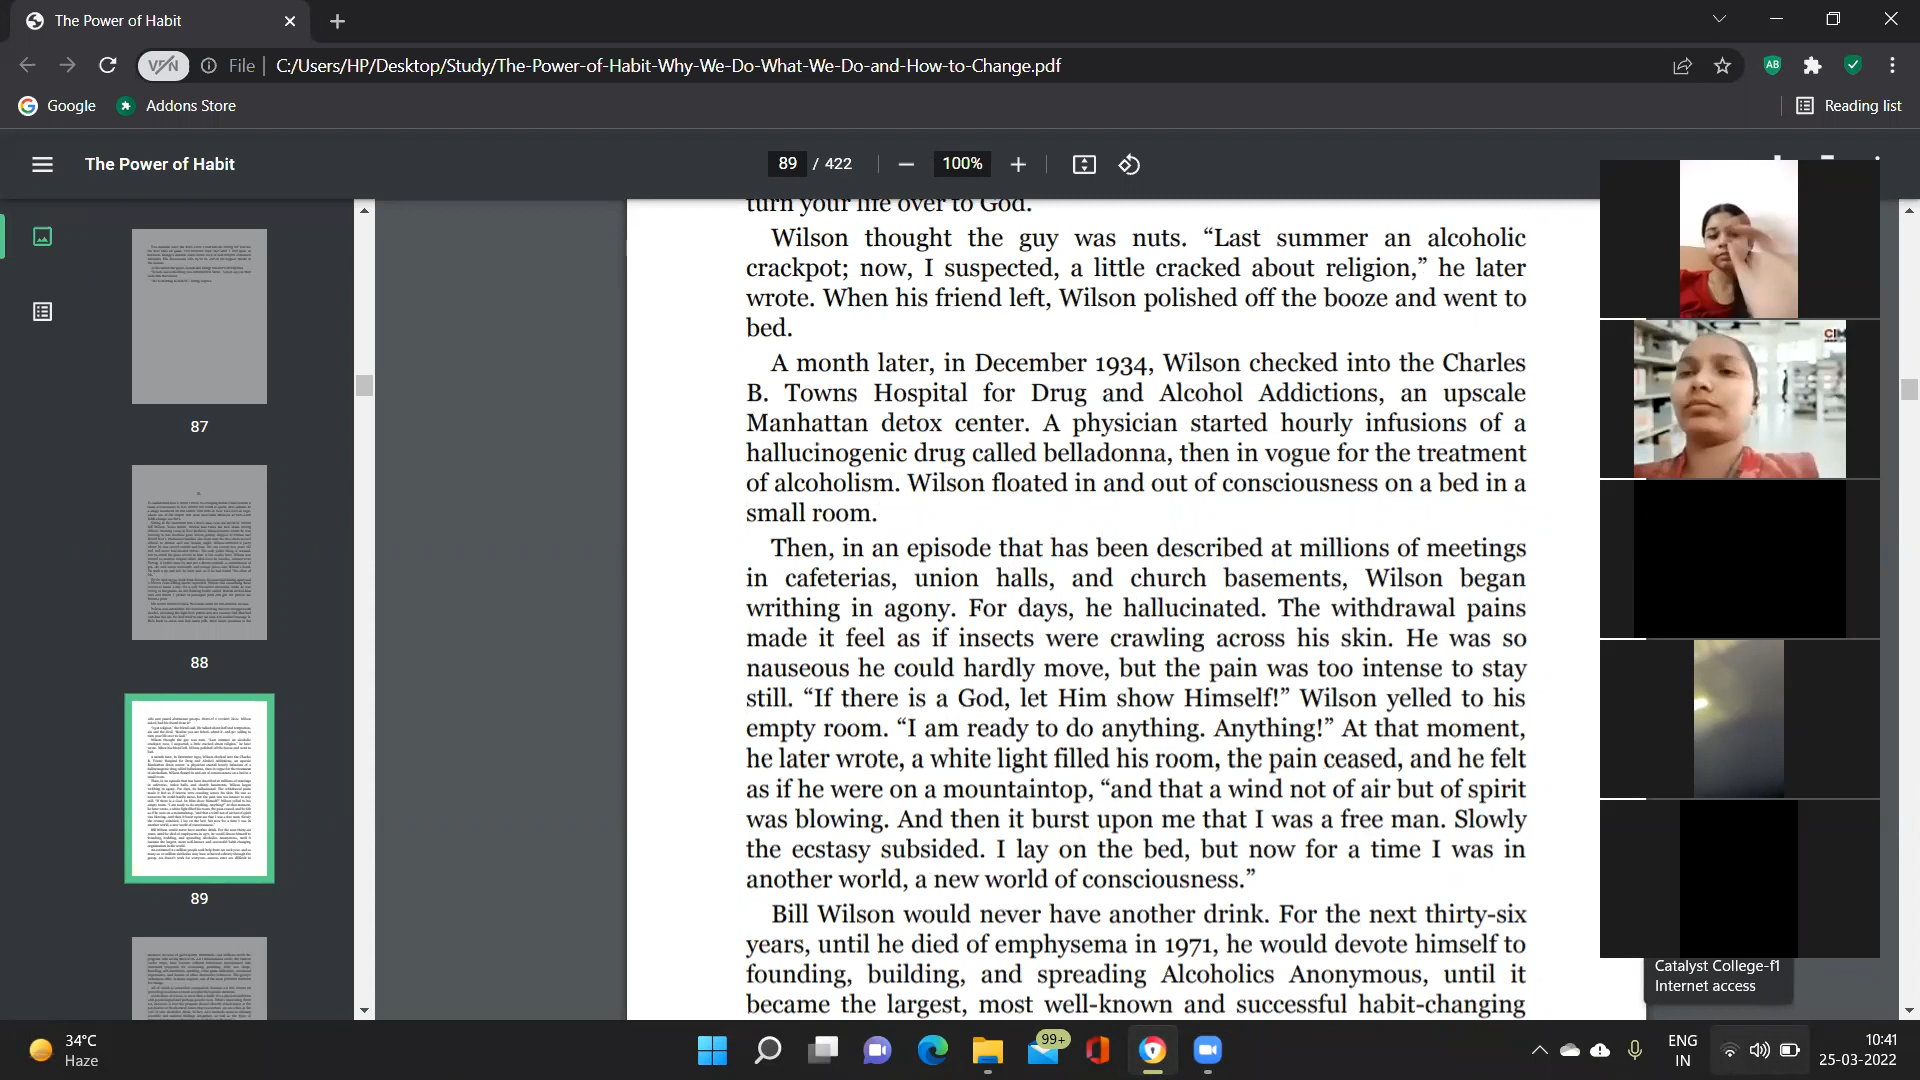 The Power of Habit
VPN
File
C:/Users/HP/Desktop/Study/The-Power-of-Habit-Why-We-Do-What-We-Do-and-How-to-Change.pdf
AB
Google
Addons Store
Reading list
The Power of Habit
89 / 422
100%
87
88
89
turn your life over to God.
Wilson thought the guy was nuts. “Last summer an alcoholic
crackpot; now, I suspected, a little cracked about religion,” he later
wrote. When his friend left, Wilson polished off the booze and went to
bed.
A month later, in December 1934, Wilson checked into the Charles
B. Towns Hospital for Drug and Alcohol Addictions, an upscale
Manhattan detox center. A physician started hourly infusions of a
hallucinogenic drug called belladonna, then in vogue for the treatment
of alcoholism. Wilson floated in and out of consciousness on a bed in a
small room.
Then, in an episode that has been described at millions of meetings
in cafeterias, union halls, and church basements, Wilson began
writhing in agony. For days, he hallucinated. The withdrawal pains
made it feel as if insects were crawling across his skin. He was so
nauseous he could hardly move, but the pain was too intense to stay
still. “If there is a God, let Him show Himself!” Wilson yelled to his
empty room. “I am ready to do anything. Anything!” At that moment,
he later wrote, a white light filled his room, the pain ceased, and he felt
as if he were on a mountaintop, “and that a wind not of air but of spirit
was blowing. And then it burst upon me that I was a free man. Slowly
the ecstasy subsided. I lay on the bed, but now for a time I was in
another world, a new world of consciousness.”
Bill Wilson would never have another drink. For the next thirty-six
years, until he died of emphysema in 1971, he would devote himself to
founding, building, and spreading Alcoholics Anonymous, until it
became the largest, most well-known and successful habit-changing
Catalyst College-f1
Internet access
34°C
Haze
99+
ENG
IN
10:41
25-03-2022